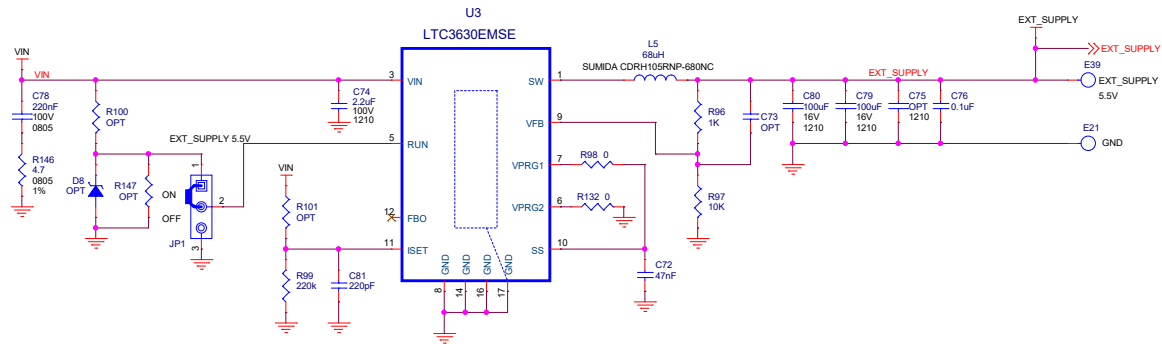 U3
LTC3630EMSE
VIN
VIN
C78
220nF
100V
0805
R146
4.7
0805
1%
R100
OPT
D8
OPT
R147
OPT
EXT_SUPPLY 5.5V
1
ON
2
OFF
JP1
3
C74
2.2uF
100V
1210
VIN
R101
OPT
R99
220k
C81
220pF
3
VIN
5
RUN
12
FBO
11
ISET
SW
1
VFB
9
VPRG1
7
VPRG2
6
SS
10
GND
GND
GND
GND
8
14
16
17
L5
68uH
SUMIDA CDRH105RNP-680NC
R98 0
R132 0
C72
47nF
R96
1K
R97
10K
C73
OPT
EXT_SUPPLY
C80
100uF
16V
1210
C79
100uF
16V
1210
C75
OPT
1210
C76
0.1uF
EXT_SUPPLY
EXT_SUPPLY
E39
EXT_SUPPLY
5.5V
E21
GND